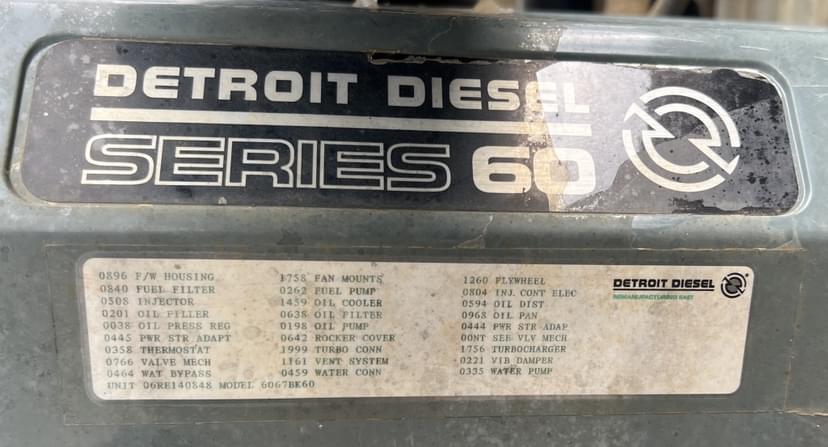 DETROIT DIESEL
SERIES 60
0896 F/W HOUSING 1758 FAN MOUNTS 1260 FLYWHEEL
0840 FUEL FILTER 0262 FUEL PUMP 0804 INJ. CONT ELEC
0508 INJECTOR 1459 OIL COOLER 0594 OIL DIST
0201 OIL FILLER 0638 OIL FILTER 0968 OIL PAN
0038 OIL PRESS REG 0198 OIL PUMP 0444 PWR STR ADAP
0445 PWR STR ADAPT 0642 ROCKER COVER 00NT SEE VLV MECH
0358 THERMOSTAT 1999 TURBO CONN 1756 TURBOCHARGER
0766 VALVE MECH 1161 VENT SYSTEM 0221 VIB DAMPER
0464 WAT BYPASS 0459 WATER CONN 0335 WATER PUMP
UNIT 06RE140848 MODEL 6067BK60
DETROIT DIESEL
REMANUFACTURING EAST